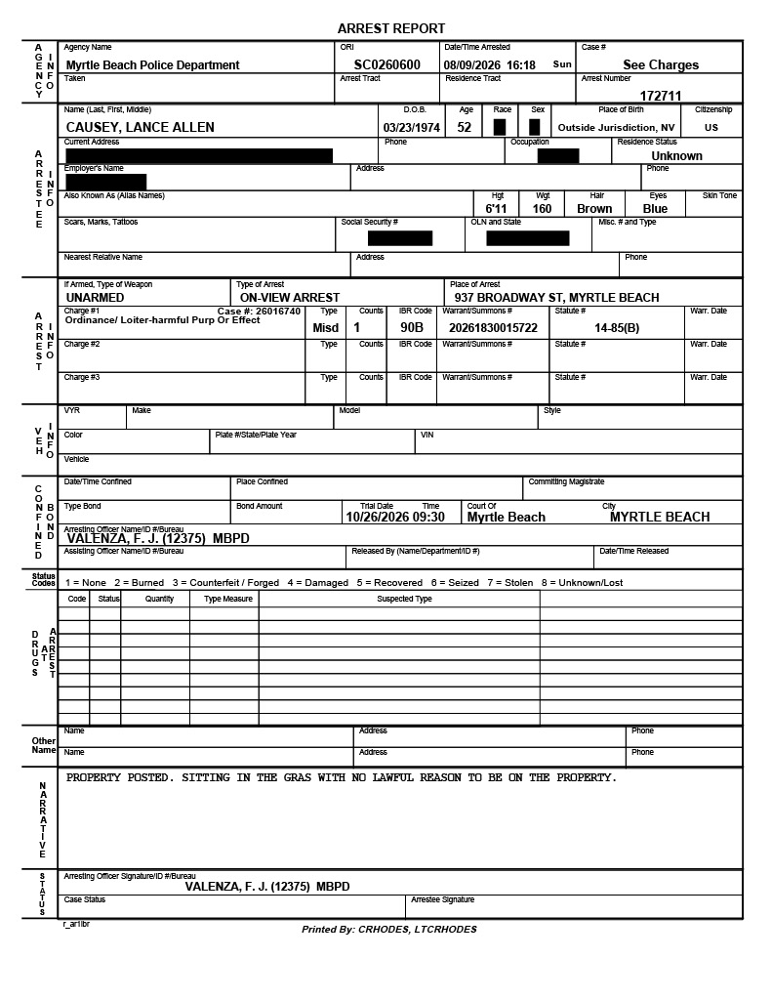 ARREST REPORT
AGENCY INFO
Agency Name ORI Date/Time Arrested Case #
Myrtle Beach Police Department SC0260600 08/09/2026 16:18 Sun See Charges
Taken Arrest Tract Residence Tract Arrest Number
172711
ARRESTEE INFO
Name (Last, First, Middle) D.O.B. Age Race Sex Place of Birth Citizenship
CAUSEY, LANCE ALLEN 03/23/1974 52 Outside Jurisdiction, NV US
Current Address Phone Occupation Residence Status
Unknown
Employer's Name Address Phone
Also Known As (Alias Names) Hgt Wgt Hair Eyes Skin Tone
6'11 160 Brown Blue
Scars, Marks, Tattoos Social Security # OLN and State Misc. # and Type
Nearest Relative Name Address Phone
ARREST INFO
If Armed, Type of Weapon Type of Arrest Place of Arrest
UNARMED ON-VIEW ARREST 937 BROADWAY ST, MYRTLE BEACH
Charge #1 Case #: 26016740 Type Counts IBR Code Warrant/Summons # Statute # Warr. Date
Ordinance/ Loiter-harmful Purp Or Effect
Misd 1 90B 20261830015722 14-85(B)
Charge #2 Type Counts IBR Code Warrant/Summons # Statute # Warr. Date
Charge #3 Type Counts IBR Code Warrant/Summons # Statute # Warr. Date
VEH INFO
VYR Make Model Style
Color Plate #/State/Plate Year VIN
Vehicle
CONFINED BOND
Date/Time Confined Place Confined Committing Magistrate
Type Bond Bond Amount Trial Date Time Court Of City
10/26/2026 09:30 Myrtle Beach MYRTLE BEACH
Arresting Officer Name/ID #/Bureau
VALENZA, F. J. (12375) MBPD
Assisting Officer Name/ID #/Bureau Released By (Name/Department/ID #) Date/Time Released
Status Codes 1 = None 2 = Burned 3 = Counterfeit / Forged 4 = Damaged 5 = Recovered 6 = Seized 7 = Stolen 8 = Unknown/Lost
Code Status Quantity Type Measure Suspected Type
DRUGS AT ARREST
Other Name
Name Address Phone
Name Address Phone
NARRATIVE
PROPERTY POSTED. SITTING IN THE GRAS WITH NO LAWFUL REASON TO BE ON THE PROPERTY.
STATUS
Arresting Officer Signature/ID #/Bureau
VALENZA, F. J. (12375) MBPD
Case Status Arrestee Signature
r_ar1lbr
Printed By: CRHODES, LTCRHODES